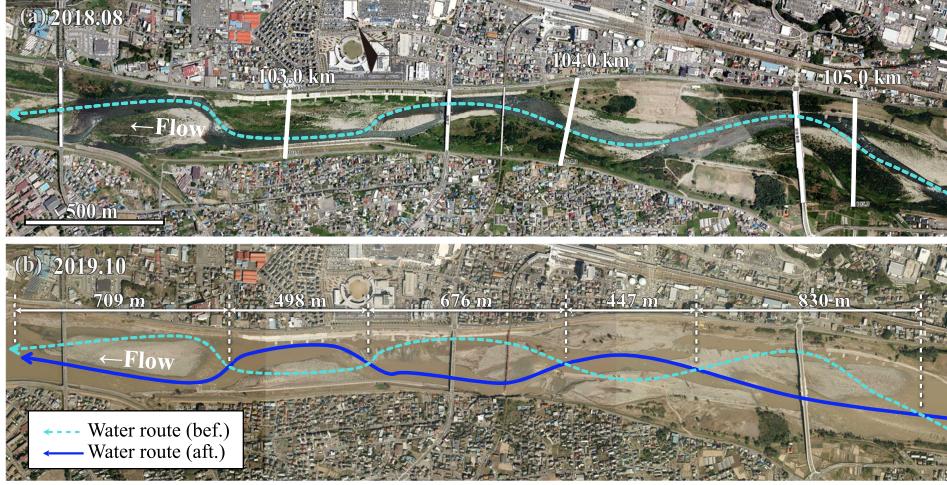 (a) 2018.08
103.0 km
104.0 km
105.0 km
←Flow
500 m
(b) 2019.10
709 m
498 m
676 m
447 m
830 m
←Flow
Water route (bef.)
Water route (aft.)